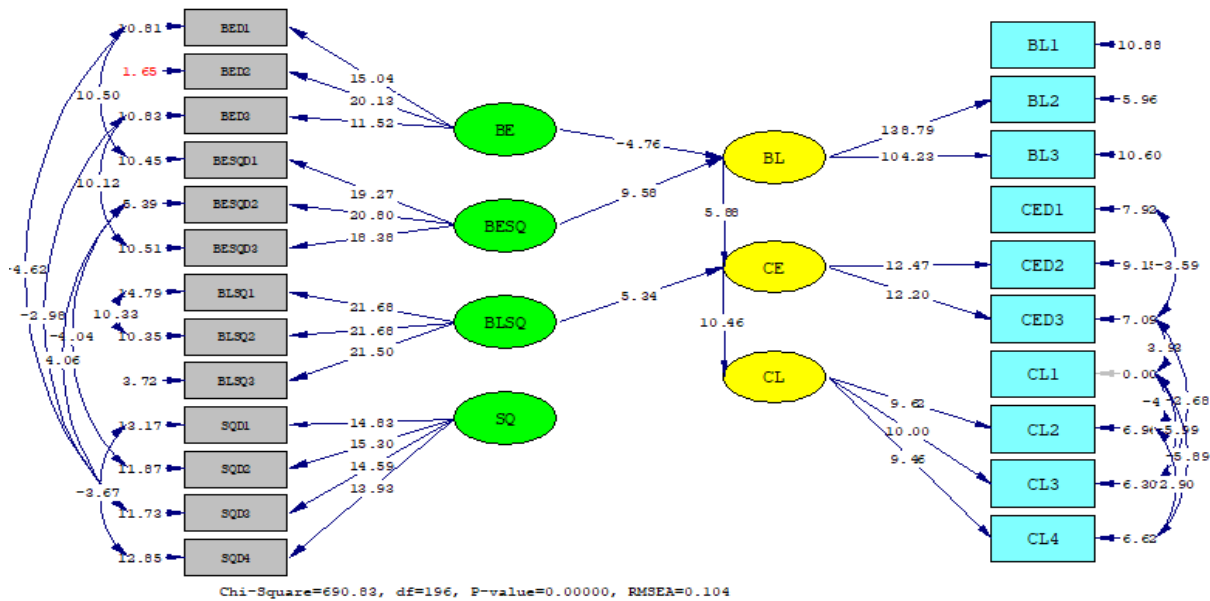 10.81 BED1
1.65 BED2
10.83 BED3
10.45 BESQD1
5.39 BESQD2
10.51 BESQD3
14.79 BLSQ1
10.35 BLSQ2
3.72 BLSQ3
13.17 SQD1
11.87 SQD2
11.73 SQD3
12.85 SQD4
10.50
10.12
10.33
-4.62
-2.98
-4.04
4.06
-3.67
15.04
20.13
11.52
19.27
20.80
18.38
21.68
21.68
21.50
14.83
15.30
14.59
13.93
BE
BESQ
BLSQ
SQ
-4.76
9.58
5.34
BL
CE
CL
5.88
10.46
138.79
104.23
12.47
12.20
9.62
10.00
9.46
BL1 10.88
BL2 5.96
BL3 10.60
CED1 7.92
CED2
CED3 7.09
CL1 0.00
CL2
CL3 6.30
CL4 6.62
-3.59
3.93
-2.68
-5.89
2.90
Chi-Square=690.83, df=196, P-value=0.00000, RMSEA=0.104